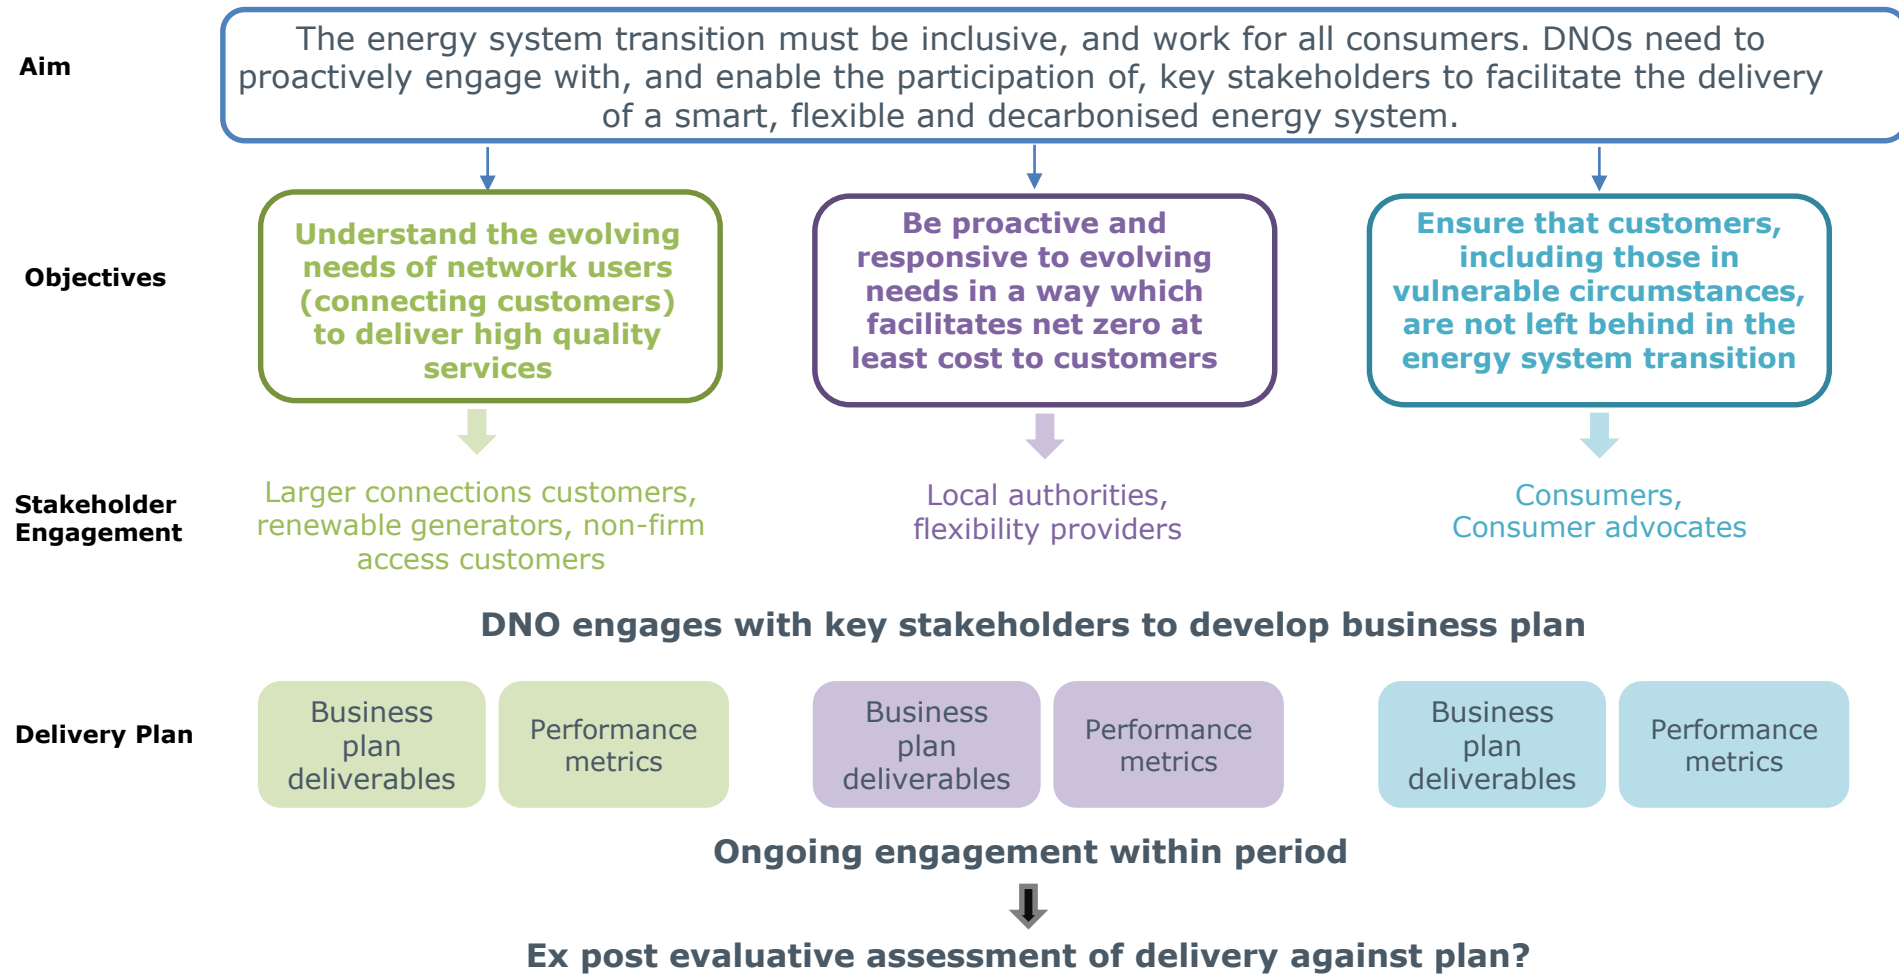 Aim
The energy system transition must be inclusive, and work for all consumers. DNOs need to
proactively engage with, and enable the participation of, key stakeholders to facilitate the delivery
of a smart, flexible and decarbonised energy system.
Objectives
Understand the evolving
needs of network users
(connecting customers)
to deliver high quality
services
Be proactive and
responsive to evolving
needs in a way which
facilitates net zero at
least cost to customers
Ensure that customers,
including those in
vulnerable circumstances,
are not left behind in the
energy system transition
Stakeholder
Engagement
Larger connections customers,
renewable generators, non-firm
access customers
Local authorities,
flexibility providers
Consumers,
Consumer advocates
DNO engages with key stakeholders to develop business plan
Delivery Plan
Business
plan
deliverables
Performance
metrics
Business
plan
deliverables
Performance
metrics
Business
plan
deliverables
Performance
metrics
Ongoing engagement within period
Ex post evaluative assessment of delivery against plan?